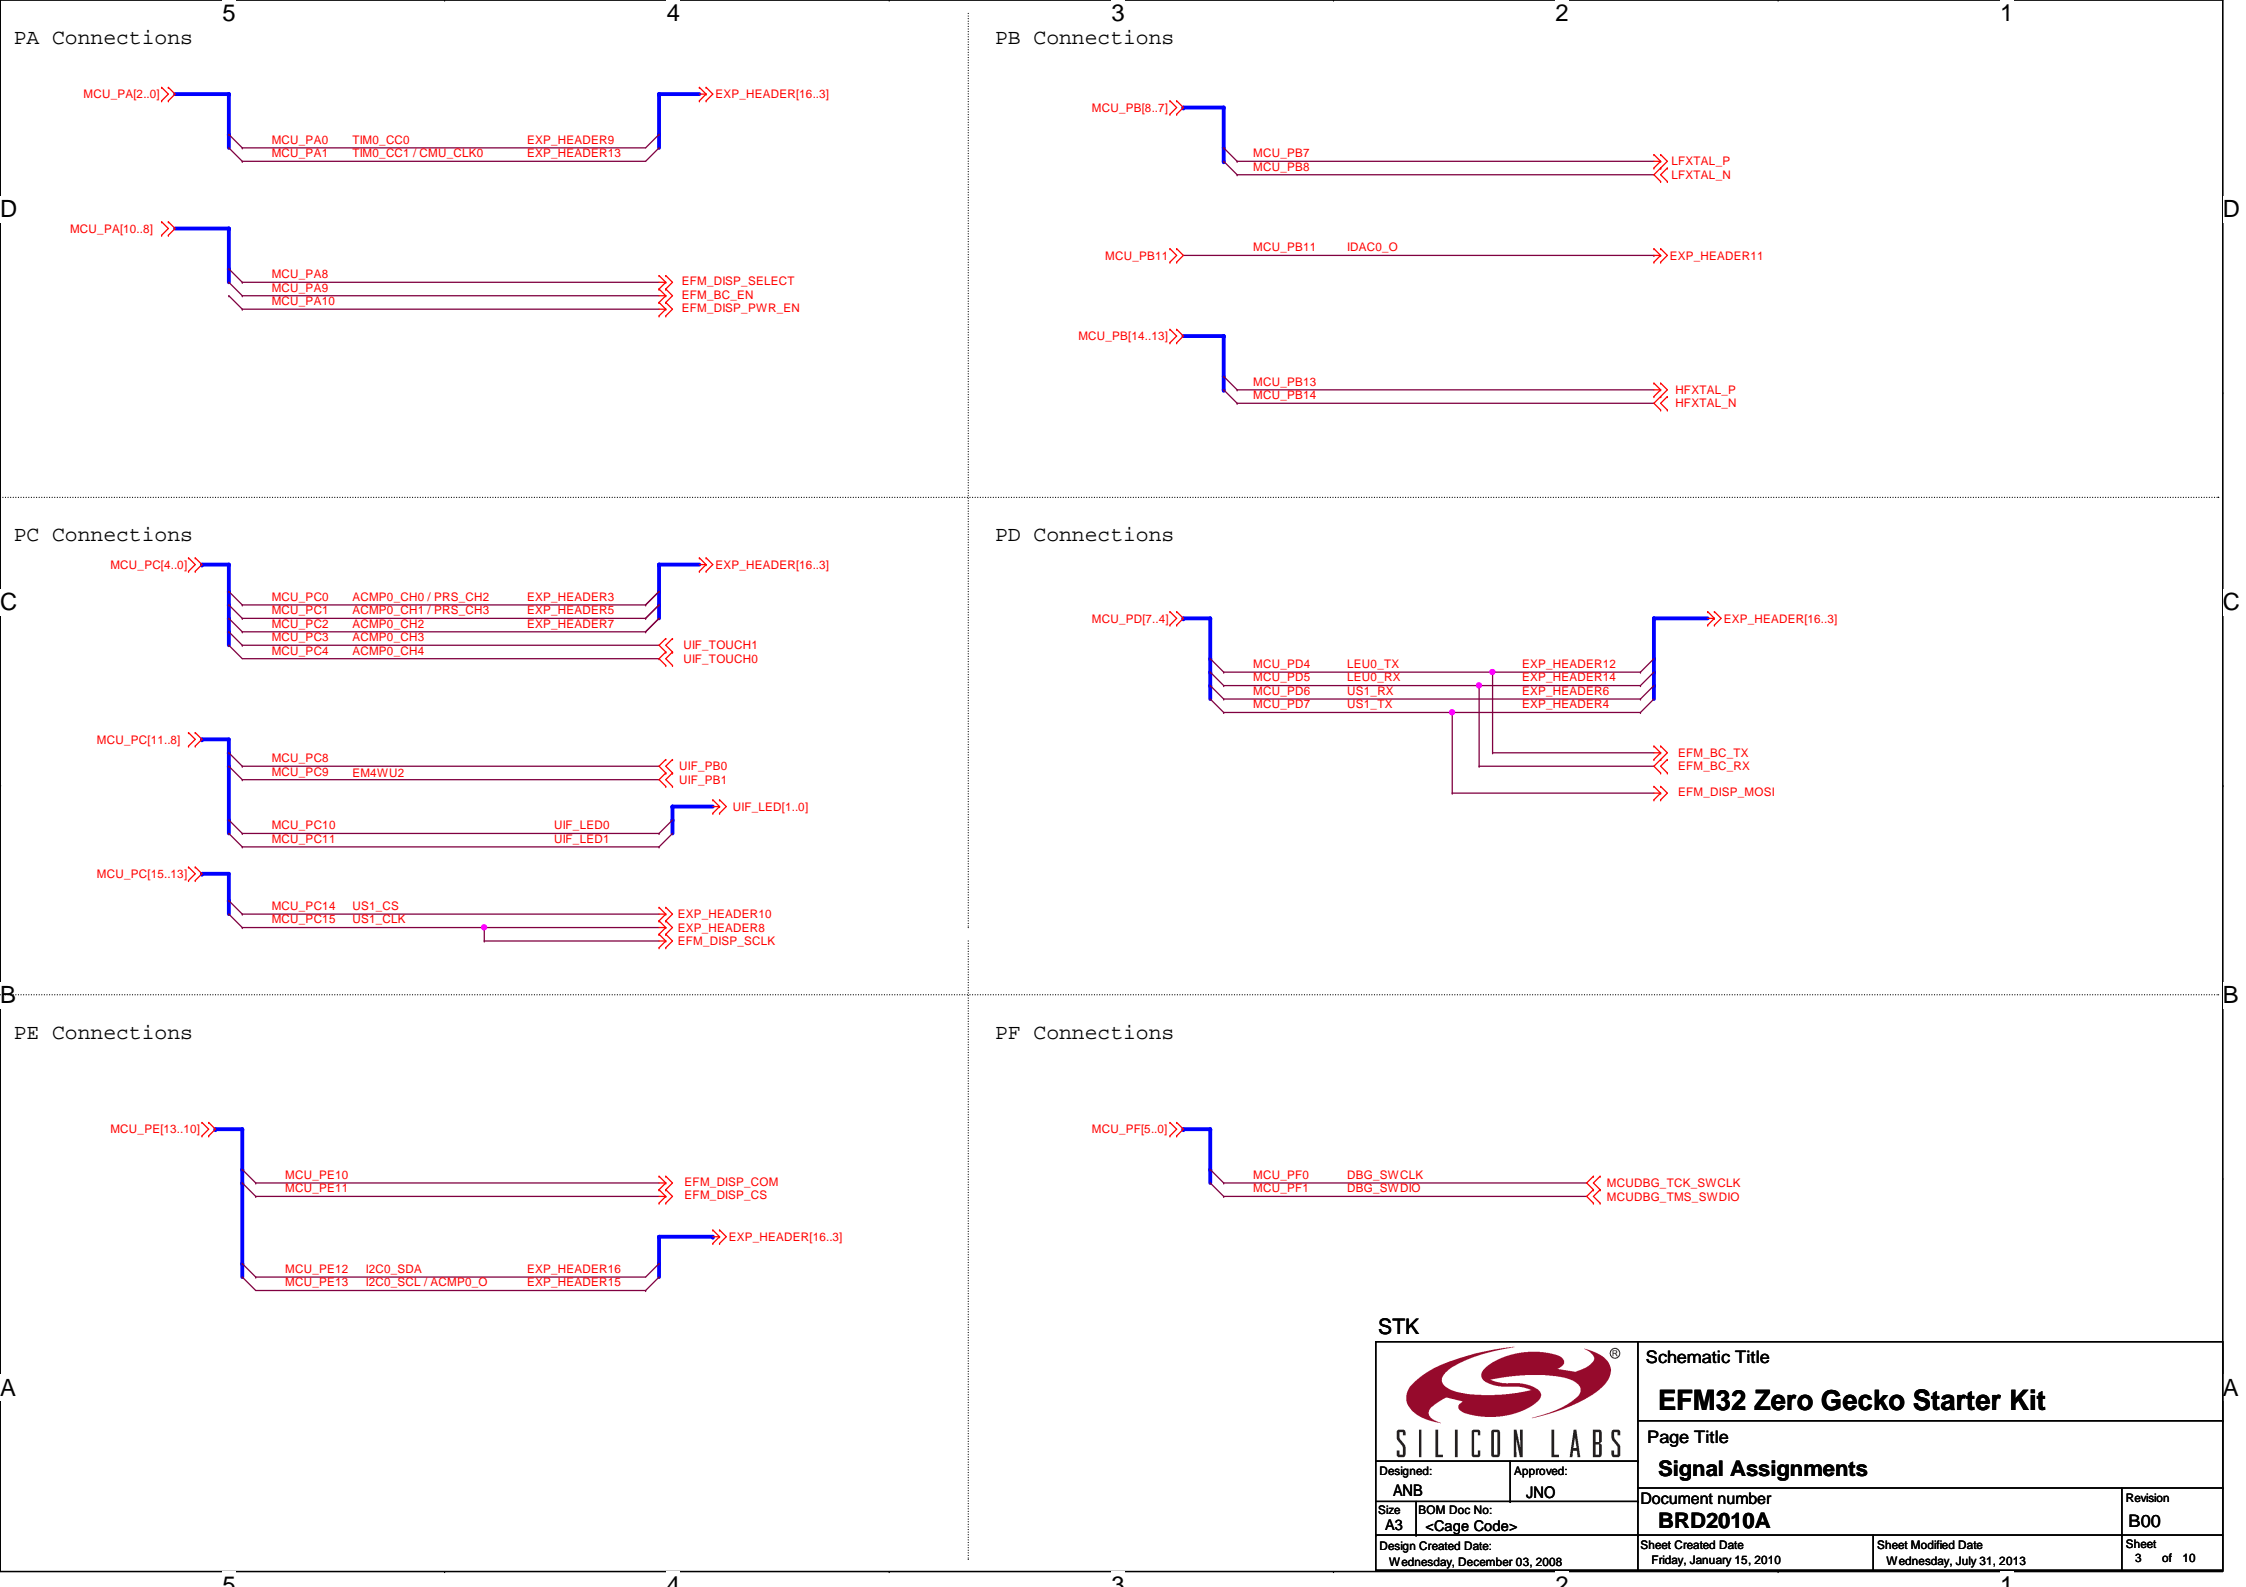 5 4 3 2 1
PA Connections
MCU_PA[2..0]
EXP_HEADER[16..3]
MCU_PA0 TIM0_CC0 EXP_HEADER9
MCU_PA1 TIM0_CC1 / CMU_CLK0 EXP_HEADER13
D
MCU_PA[10..8]
MCU_PA8 EFM_DISP_SELECT
MCU_PA9 EFM_BC_EN
MCU_PA10 EFM_DISP_PWR_EN
PB Connections
MCU_PB[8..7]
MCU_PB7 LFXTAL_P
MCU_PB8 LFXTAL_N
D
MCU_PB11 MCU_PB11 IDAC0_O EXP_HEADER11
MCU_PB[14..13]
MCU_PB13 HFXTAL_P
MCU_PB14 HFXTAL_N
PC Connections
MCU_PC[4..0]
EXP_HEADER[16..3]
C
MCU_PC0 ACMP0_CH0 / PRS_CH2 EXP_HEADER3
MCU_PC1 ACMP0_CH1 / PRS_CH3 EXP_HEADER5
MCU_PC2 ACMP0_CH2 EXP_HEADER7
MCU_PC3 ACMP0_CH3 UIF_TOUCH1
MCU_PC4 ACMP0_CH4 UIF_TOUCH0
MCU_PC[11..8]
MCU_PC8 UIF_PB0
MCU_PC9 EM4WU2 UIF_PB1
UIF_LED[1..0]
MCU_PC10 UIF_LED0
MCU_PC11 UIF_LED1
MCU_PC[15..13]
MCU_PC14 US1_CS EXP_HEADER10
MCU_PC15 US1_CLK EXP_HEADER8
EFM_DISP_SCLK
PD Connections
C
MCU_PD[7..4]
EXP_HEADER[16..3]
MCU_PD4 LEU0_TX EXP_HEADER12
MCU_PD5 LEU0_RX EXP_HEADER14
MCU_PD6 US1_RX EXP_HEADER6
MCU_PD7 US1_TX EXP_HEADER4
EFM_BC_TX
EFM_BC_RX
EFM_DISP_MOSI
B B
PE Connections
MCU_PE[13..10]
MCU_PE10 EFM_DISP_COM
MCU_PE11 EFM_DISP_CS
EXP_HEADER[16..3]
MCU_PE12 I2C0_SDA EXP_HEADER16
MCU_PE13 I2C0_SCL / ACMP0_O EXP_HEADER15
PF Connections
MCU_PF[5..0]
MCU_PF0 DBG_SWCLK MCUDBG_TCK_SWCLK
MCU_PF1 DBG_SWDIO MCUDBG_TMS_SWDIO
A A
STK
®
SILICON LABS
Schematic Title
EFM32 Zero Gecko Starter Kit
Page Title
Signal Assignments
Designed:
ANB
Approved:
JNO
Size
A3
BOM Doc No:
<Cage Code>
Document number
BRD2010A
Revision
B00
Design Created Date:
Wednesday, December 03, 2008
Sheet Created Date
Friday, January 15, 2010
Sheet Modified Date
Wednesday, July 31, 2013
Sheet
3 of 10
5 4 3 2 1